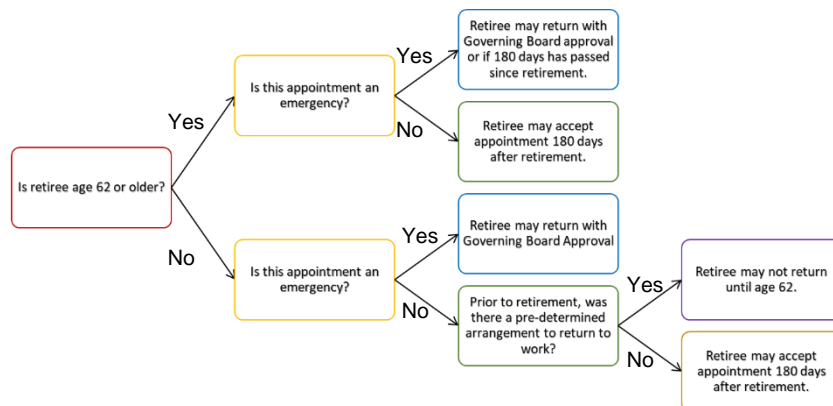 Is retiree age 62 or older?
Yes
No
Is this appointment an
emergency?
Yes
No
Retiree may return with
Governing Board approval
or if 180 days has passed
since retirement.
Retiree may accept
appointment 180 days
after retirement.
Is this appointment an
emergency?
Yes
No
Retiree may return with
Governing Board Approval
Prior to retirement, was
there a pre-determined
arrangement to return to
work?
Yes
No
Retiree may not return
until age 62.
Retiree may accept
appointment 180 days
after retirement.